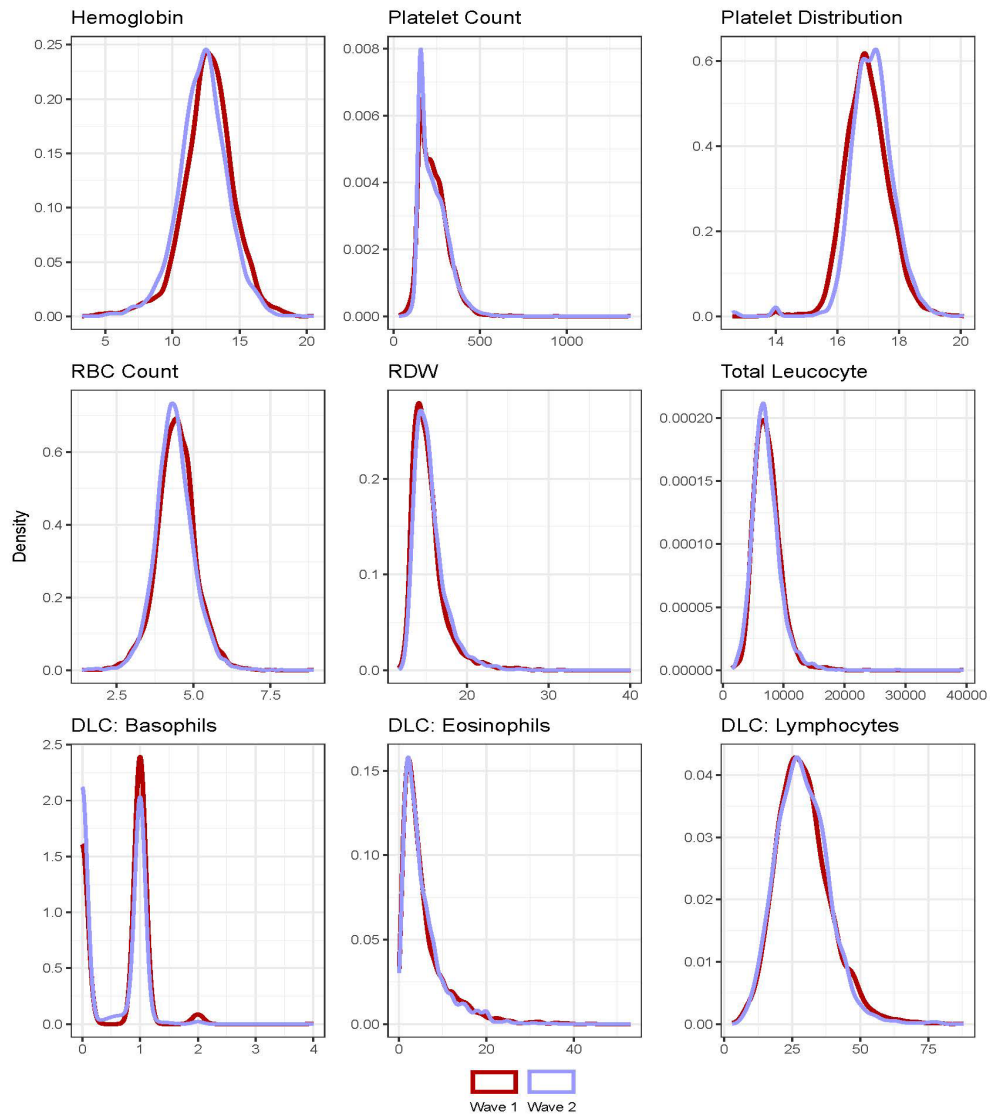 Hemoglobin Platelet Count Platelet Distribution
0.25 0.008 0.6
0.20 0.006
0.15 0.4
0.004
0.10
0.2
0.05 0.002
0.00 0.000 0.0
5 10 15 20 0 500 1000 14 16 18 20
RBC Count RDW Total Leucocyte
0.00020
0.6 0.2 0.00015
0.4 0.00010
0.1
0.2 0.00005
0.0 0.0 0.00000
2.5 5.0 7.5 20 30 40 0 10000 20000 30000 40000
Density
DLC: Basophils DLC: Eosinophils DLC: Lymphocytes
2.5 0.15 0.04
2.0 0.03
1.5 0.10
0.02
1.0
0.05
0.5 0.01
0.0 0.00 0.00
0 1 2 3 4 0 20 40 0 25 50 75
Wave 1 Wave 2